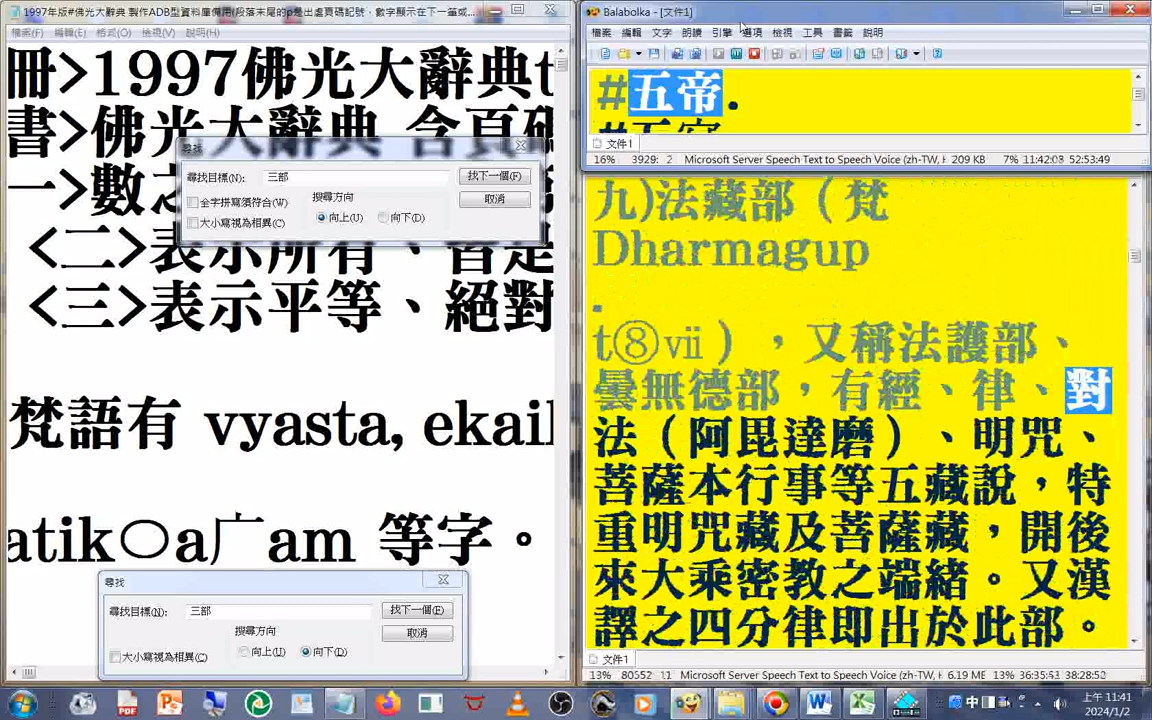 1997年版#佛光大辭典 製作ADB型資料庫備用(段落末尾的p是出處頁碼記號，數字顯示在下一筆或...
檔案(F) 編輯(E) 格式(O) 檢視(V) 說明(H)
冊>1997佛光大辭典t
書>佛光大辭典 含頁碼
一>數之
<二>表示所有、皆是
<三>表示平等、絕對
梵語有 vyasta, ekail
atik○a广am 等字。
尋找
尋找目標(N): 三部 找下一個(F)
全字拼寫須符合(W) 搜尋方向 取消
大小寫視為相異(C) 向上(U) 向下(D)
尋找
尋找目標(N): 三部 找下一個(F)
搜尋方向 取消
大小寫視為相異(C) 向上(U) 向下(D)
Balabolka - [文件1]
檔案 編輯 文字 朗讀 引擎 選項 檢視 工具 書籤 說明
#五帝.
文件1
16% 3929: 2 Microsoft Server Speech Text to Speech Voice (zh-TW, H 209 KB 7% 11:42:08 52:53:49
九)法藏部（梵
Dharmagup
.
t⑧vii），又稱法護部、
曇無德部，有經、律、對
法（阿毘達磨）、明咒、
菩薩本行事等五藏說，特
重明咒藏及菩薩藏，開後
來大乘密教之端緒。又漢
譯之四分律即出於此部。
文件1
13% 80552: 11 Microsoft Server Speech Text to Speech Voice (zh-TW, H 6.19 ME 13% 36:35:43 38:28:52
中
上午 11:41
2024/1/2